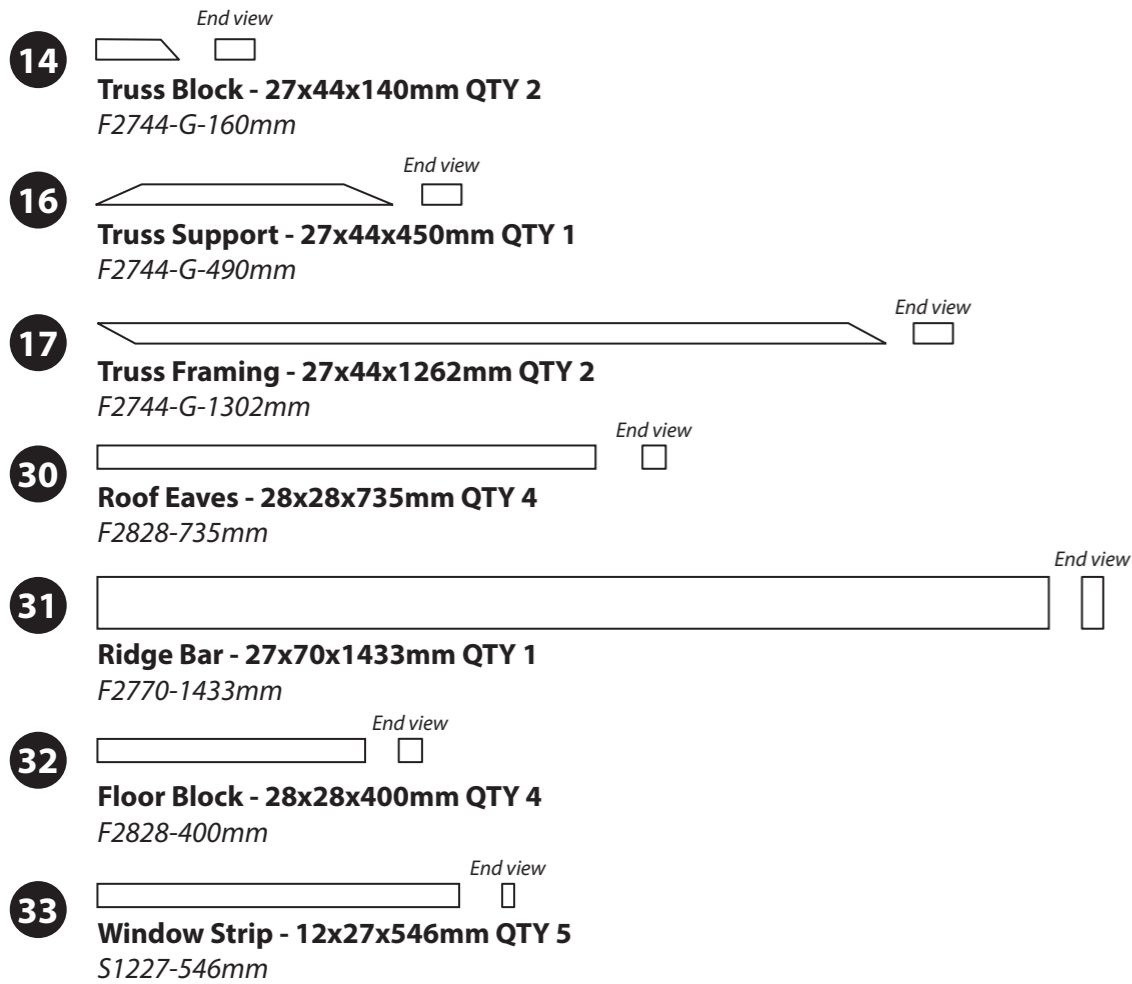 End view
14
Truss Block - 27x44x140mm QTY 2
F2744-G-160mm
End view
16
Truss Support - 27x44x450mm QTY 1
F2744-G-490mm
End view
17
Truss Framing - 27x44x1262mm QTY 2
F2744-G-1302mm
End view
30
Roof Eaves - 28x28x735mm QTY 4
F2828-735mm
End view
31
Ridge Bar - 27x70x1433mm QTY 1
F2770-1433mm
End view
32
Floor Block - 28x28x400mm QTY 4
F2828-400mm
End view
33
Window Strip - 12x27x546mm QTY 5
S1227-546mm